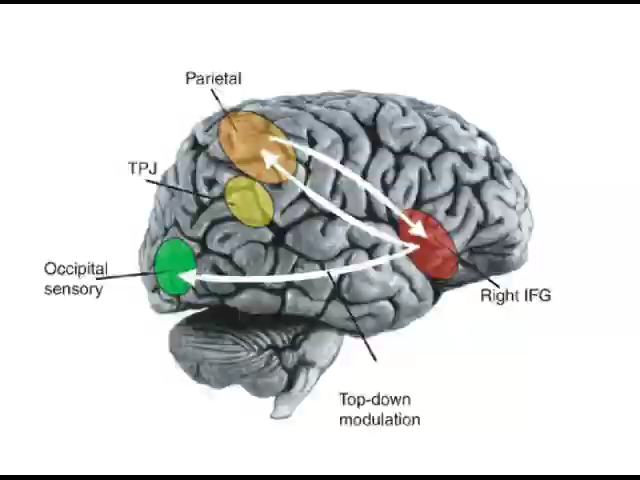 Parietal
TPJ
Occipital
sensory
Right IFG
Top-down
modulation